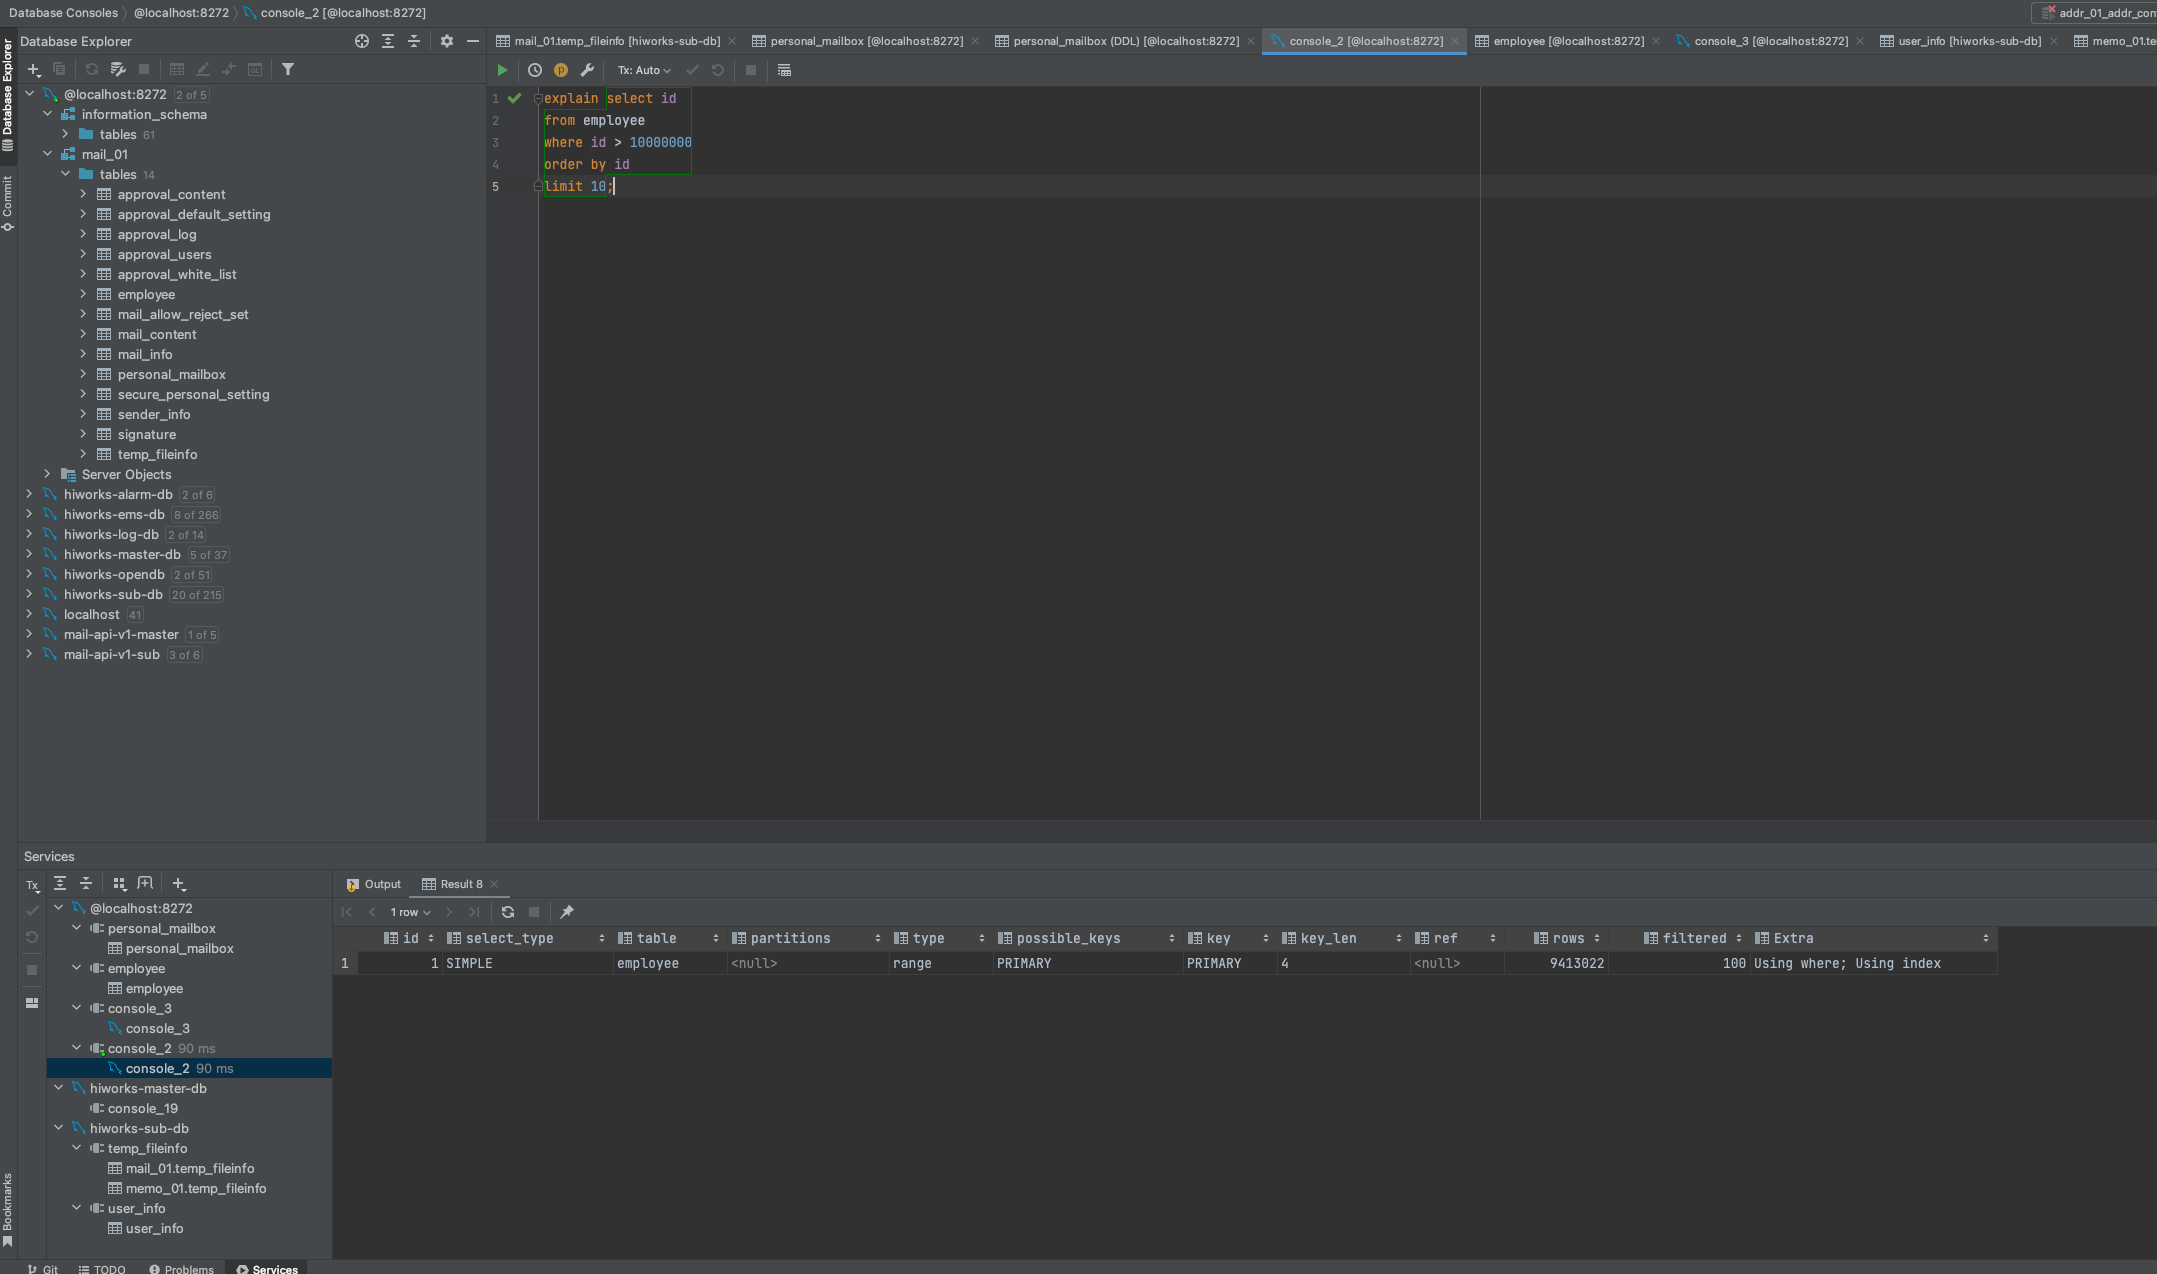 Database Consoles 〉 @localhost:8272 〉 console_2 [@localhost:8272]
addr_01_addr_con
Database Explorer
mail_01.temp_fileinfo [hiworks-sub-db]
personal_mailbox [@localhost:8272]
personal_mailbox (DDL) [@localhost:8272]
console_2 [@localhost:8272]
employee [@localhost:8272]
console_3 [@localhost:8272]
user_info [hiworks-sub-db]
memo_01.te
Tx: Auto
Database Explorer
Commit
Bookmarks
@localhost:8272 2 of 5
information_schema
tables 61
mail_01
tables 14
approval_content
approval_default_setting
approval_log
approval_users
approval_white_list
employee
mail_allow_reject_set
mail_content
mail_info
personal_mailbox
secure_personal_setting
sender_info
signature
temp_fileinfo
Server Objects
hiworks-alarm-db 2 of 6
hiworks-ems-db 8 of 266
hiworks-log-db 2 of 14
hiworks-master-db 5 of 37
hiworks-opendb 2 of 51
hiworks-sub-db 20 of 215
localhost 41
mail-api-v1-master 1 of 5
mail-api-v1-sub 3 of 6
1 explain select id
2 from employee
3 where id > 10000000
4 order by id
5 limit 10;
Services
Tx
@localhost:8272
personal_mailbox
personal_mailbox
employee
employee
console_3
console_3
console_2 90 ms
console_2 90 ms
hiworks-master-db
console_19
hiworks-sub-db
temp_fileinfo
mail_01.temp_fileinfo
memo_01.temp_fileinfo
user_info
user_info
Output
Result 8
1 row
id select_type table partitions type possible_keys key key_len ref rows filtered Extra
1 1 SIMPLE employee <null> range PRIMARY PRIMARY 4 <null> 9413022 100 Using where; Using index
Git TODO Problems Services